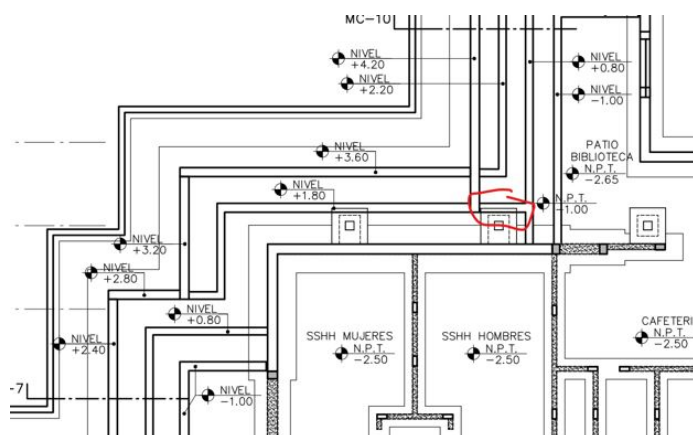 MC-10
NIVEL
+4.20
NIVEL
+2.20
NIVEL
+0.80
NIVEL
-1.00
NIVEL
+3.60
PATIO
BIBLIOTECA
N.P.T.
-2.65
NIVEL
+1.80
N.P.T.
-1.00
NIVEL
+3.20
NIVEL
+2.80
NIVEL
+0.80
NIVEL
+2.40
SSHH MUJERES
N.P.T.
-2.50
SSHH HOMBRES
N.P.T.
-2.50
CAFETERI
N.P.T.
-2.50
-7
NIVEL
-1.00